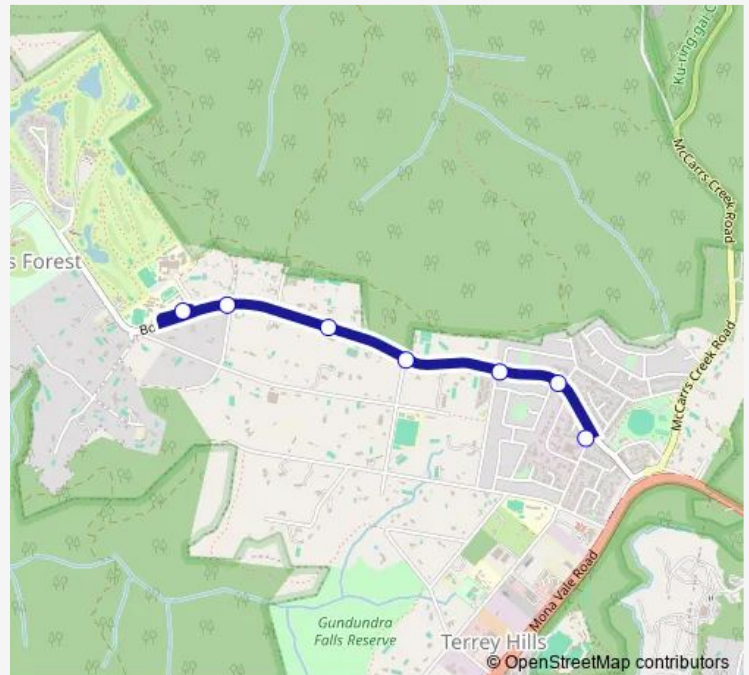 Ku-ring-gai C
McCarrs Creek Road
s Forest
Bo
McCarrs Creek Road
Mona Vale Road
Gundundra
Falls Reserve
Terrey Hills
© OpenStreetMap contributors